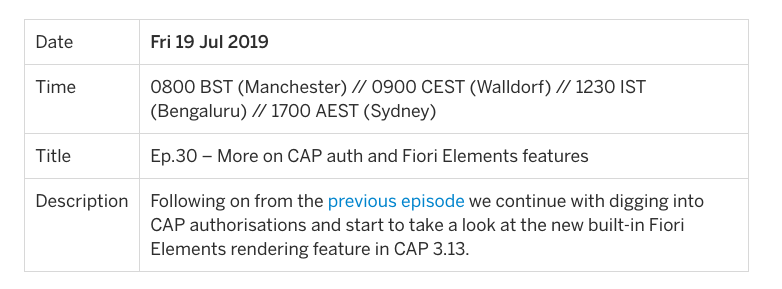 Date
Fri 19 Jul 2019
Time
0800 BST (Manchester) // 0900 CEST (Walldorf) // 1230 IST
(Bengaluru) // 1700 AEST (Sydney)
Title
Ep.30 – More on CAP auth and Fiori Elements features
Description
Following on from the previous episode we continue with digging into
CAP authorisations and start to take a look at the new built-in Fiori
Elements rendering feature in CAP 3.13.